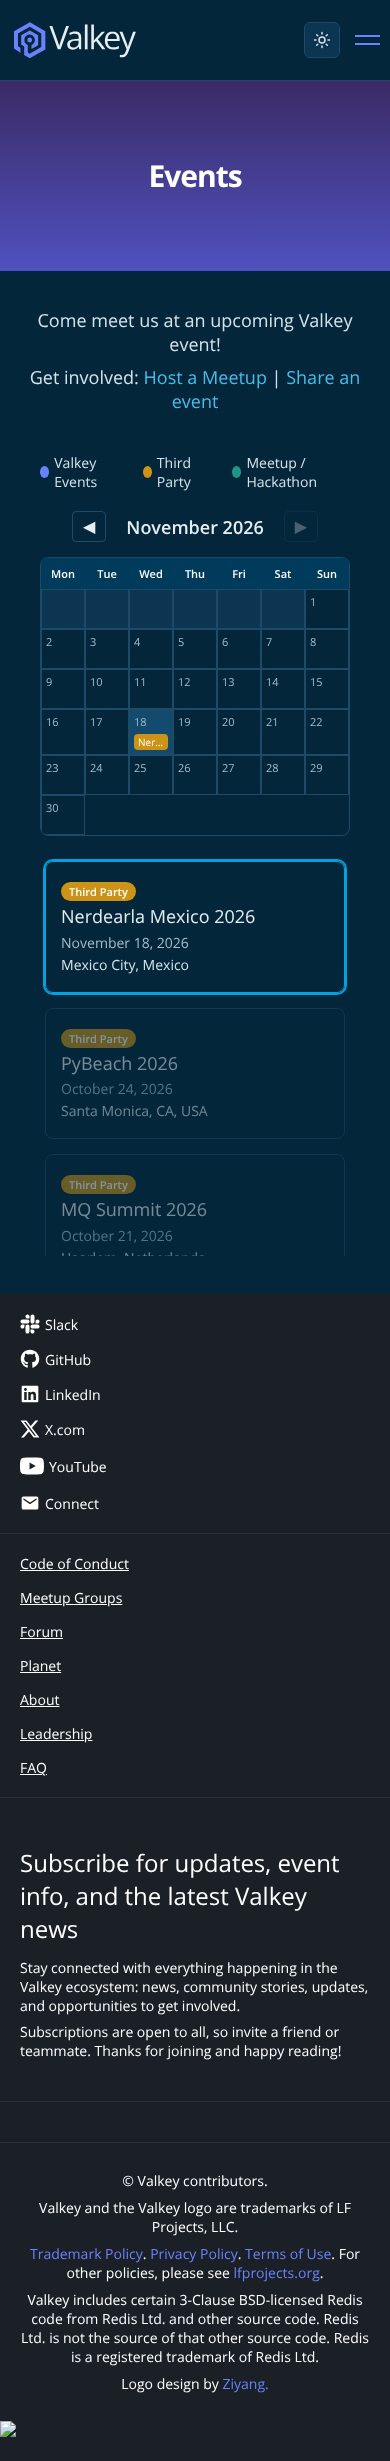 Valkey
Events
Come meet us at an upcoming Valkey
event!
Get involved: Host a Meetup | Share an
event
Valkey
Events
Third
Party
Meetup /
Hackathon
◀ November 2026 ▶
Mon Tue Wed Thu Fri Sat Sun
1
2 3 4 5 6 7 8
9 10 11 12 13 14 15
16 17 18 19 20 21 22
Ner...
23 24 25 26 27 28 29
30
Third Party
Nerdearla Mexico 2026
November 18, 2026
Mexico City, Mexico
Third Party
PyBeach 2026
October 24, 2026
Santa Monica, CA, USA
Third Party
MQ Summit 2026
October 21, 2026
Slack
GitHub
LinkedIn
X.com
YouTube
Connect
Code of Conduct
Meetup Groups
Forum
Planet
About
Leadership
FAQ
Subscribe for updates, event
info, and the latest Valkey
news
Stay connected with everything happening in the
Valkey ecosystem: news, community stories, updates,
and opportunities to get involved.
Subscriptions are open to all, so invite a friend or
teammate. Thanks for joining and happy reading!
© Valkey contributors.
Valkey and the Valkey logo are trademarks of LF
Projects, LLC.
Trademark Policy. Privacy Policy. Terms of Use. For
other policies, please see lfprojects.org.
Valkey includes certain 3-Clause BSD-licensed Redis
code from Redis Ltd. and other source code. Redis
Ltd. is not the source of that other source code. Redis
is a registered trademark of Redis Ltd.
Logo design by Ziyang.